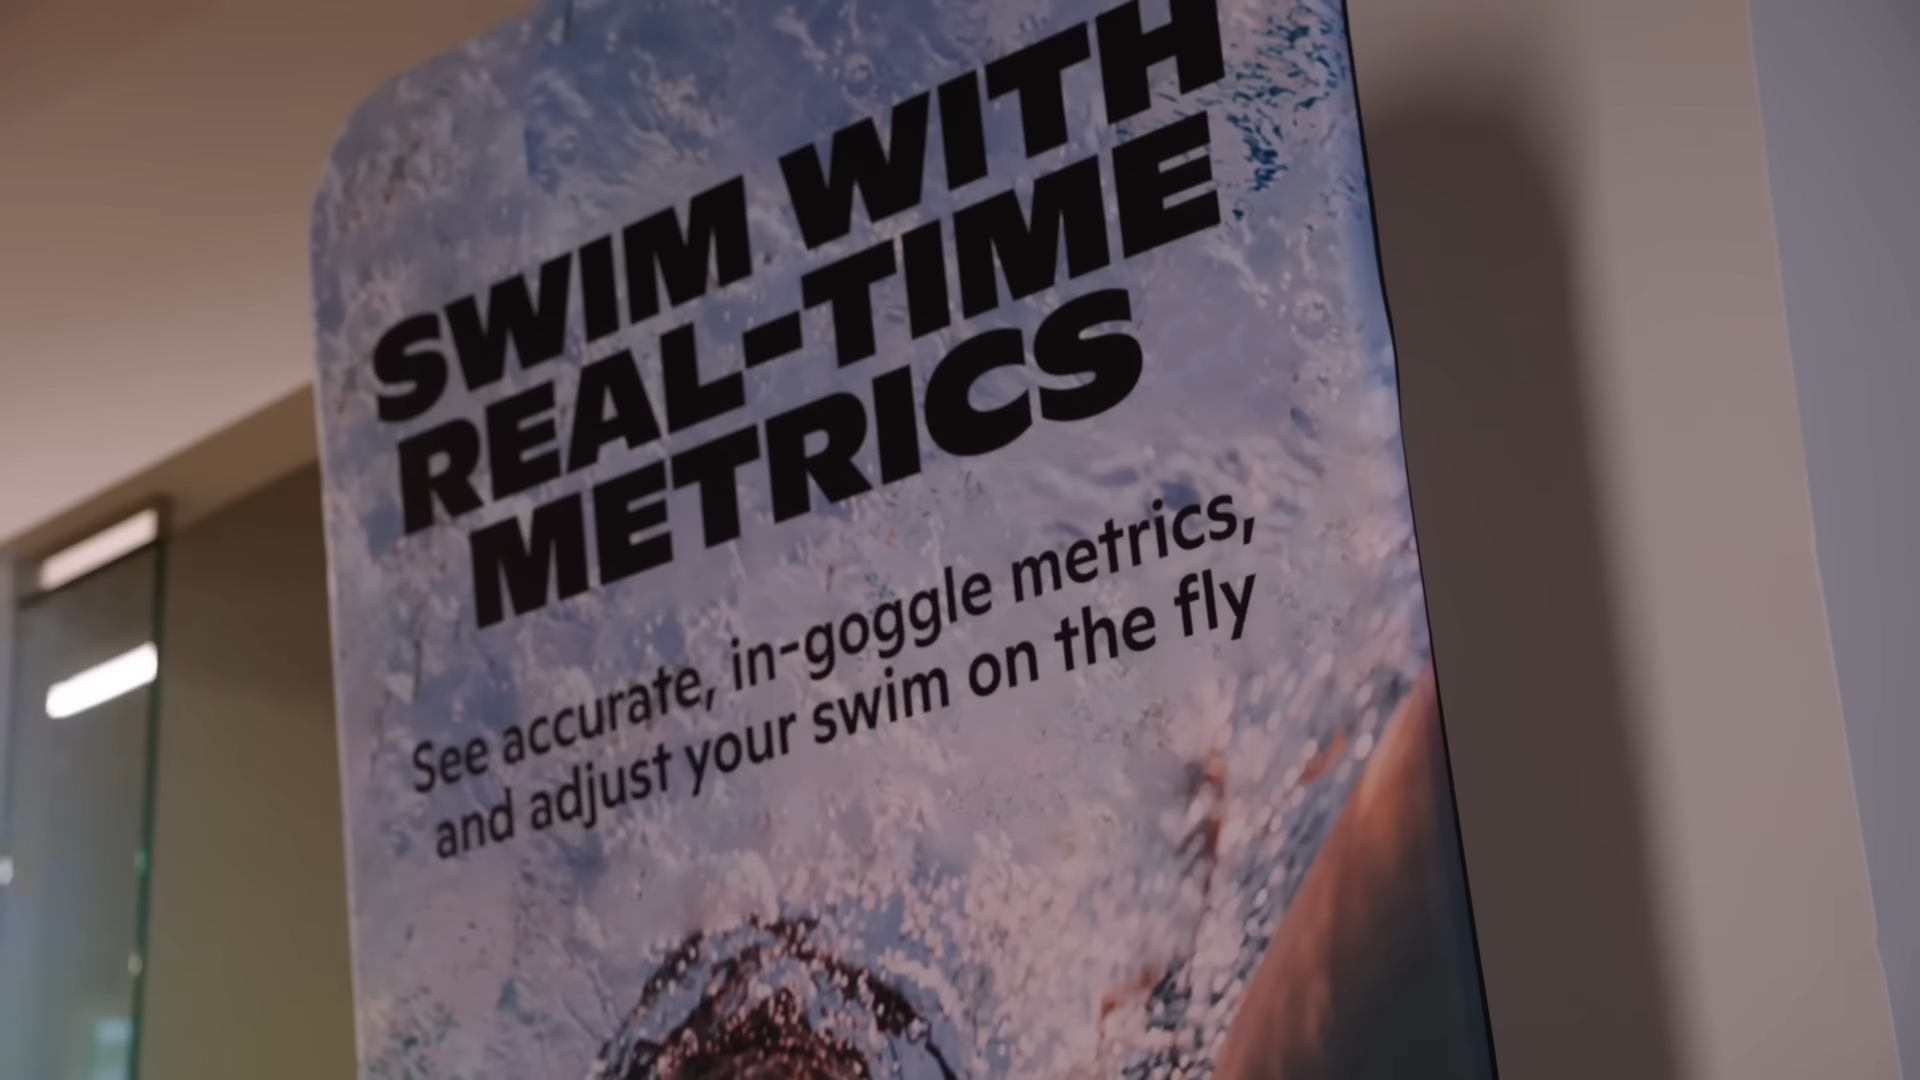 SWIM WITH
REAL-TIME
METRICS
See accurate, in-goggle metrics,
and adjust your swim on the fly